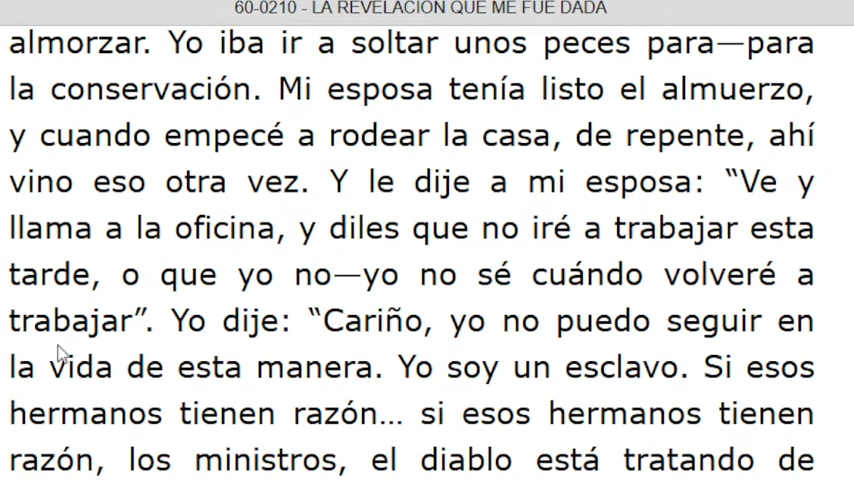 60-0210 - LA REVELACION QUE ME FUE DADA
almorzar. Yo iba ir a soltar unos peces para—para
la conservación. Mi esposa tenía listo el almuerzo,
y cuando empecé a rodear la casa, de repente, ahí
vino eso otra vez. Y le dije a mi esposa: “Ve y
llama a la oficina, y diles que no iré a trabajar esta
tarde, o que yo no—yo no sé cuándo volveré a
trabajar”. Yo dije: “Cariño, yo no puedo seguir en
la vida de esta manera. Yo soy un esclavo. Si esos
hermanos tienen razón… si esos hermanos tienen
razón, los ministros, el diablo está tratando de